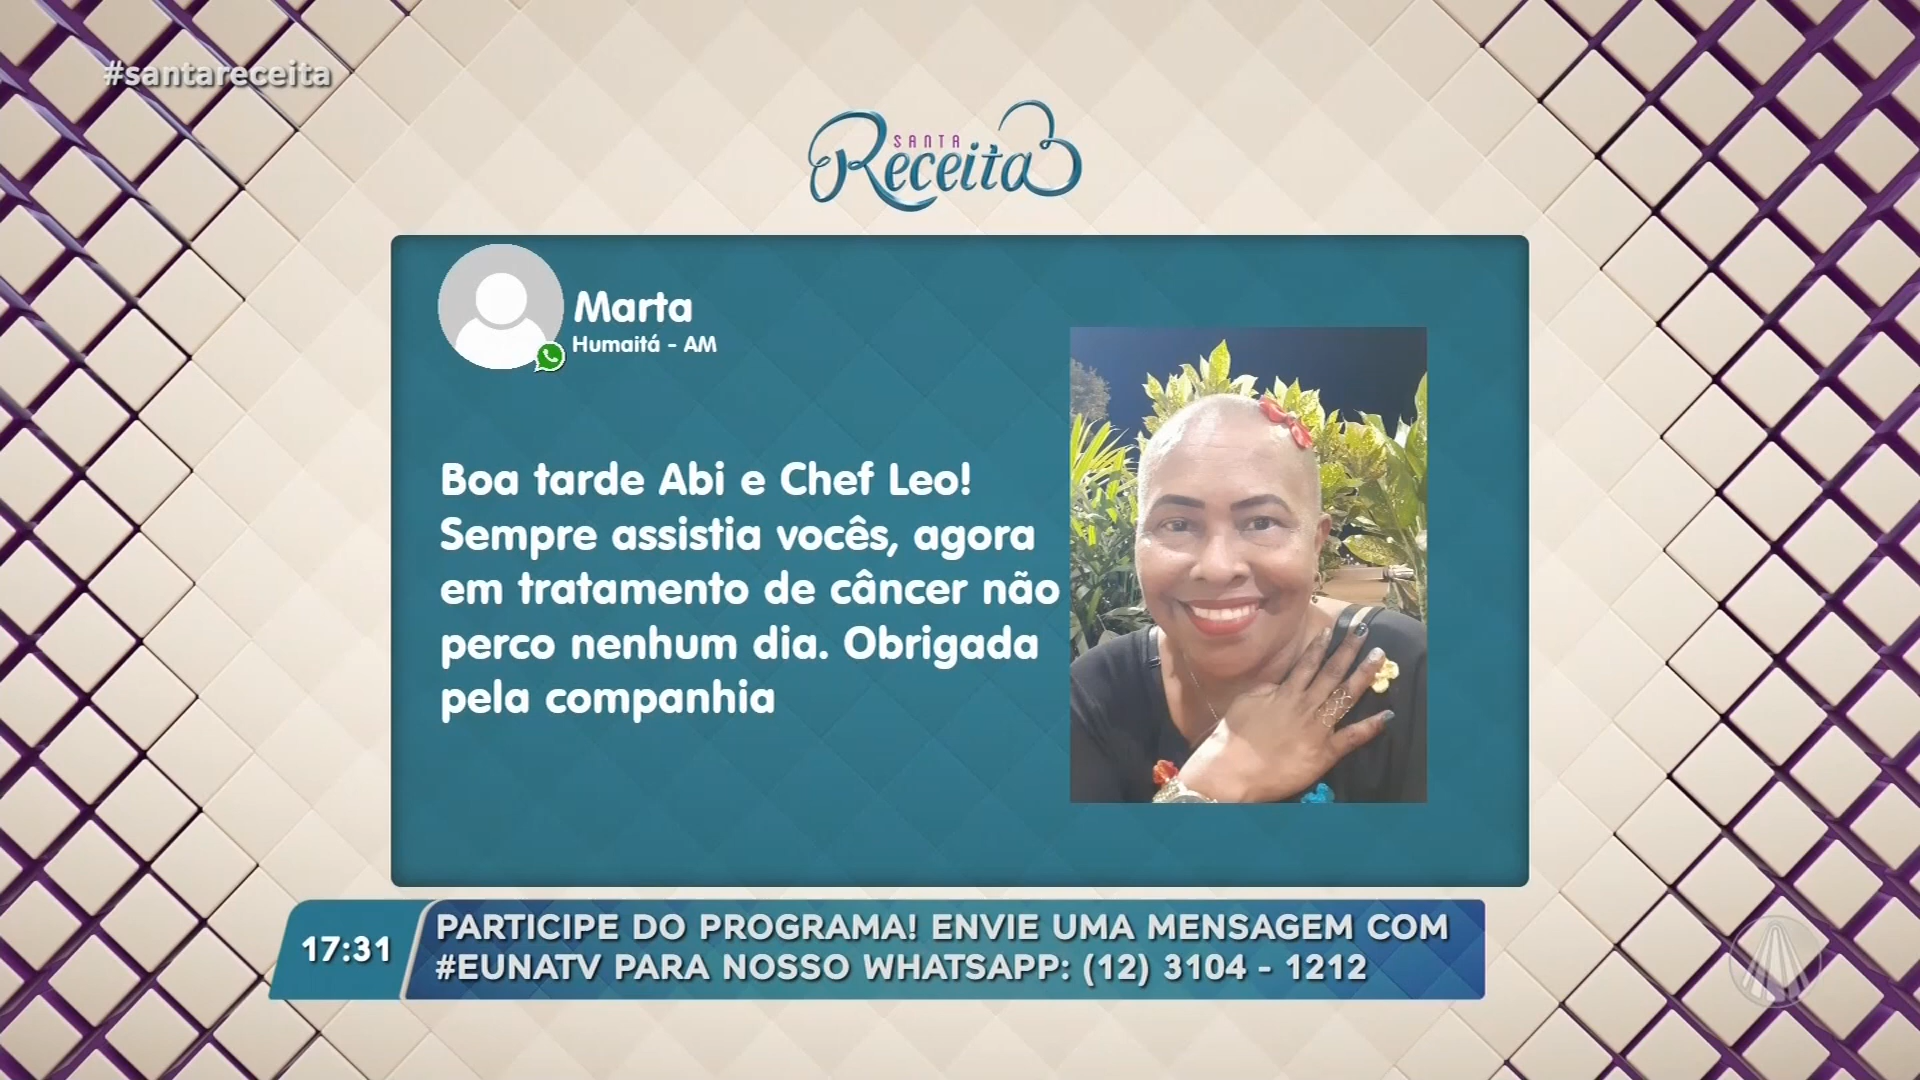 #santareceita
SANTA
Receita
Marta
Humaitá - AM
Boa tarde Abi e Chef Leo!
Sempre assistia vocês, agora
em tratamento de câncer não
perco nenhum dia. Obrigada
pela companhia
17:31
PARTICIPE DO PROGRAMA! ENVIE UMA MENSAGEM COM
#EUNATV PARA NOSSO WHATSAPP: (12) 3104 - 1212